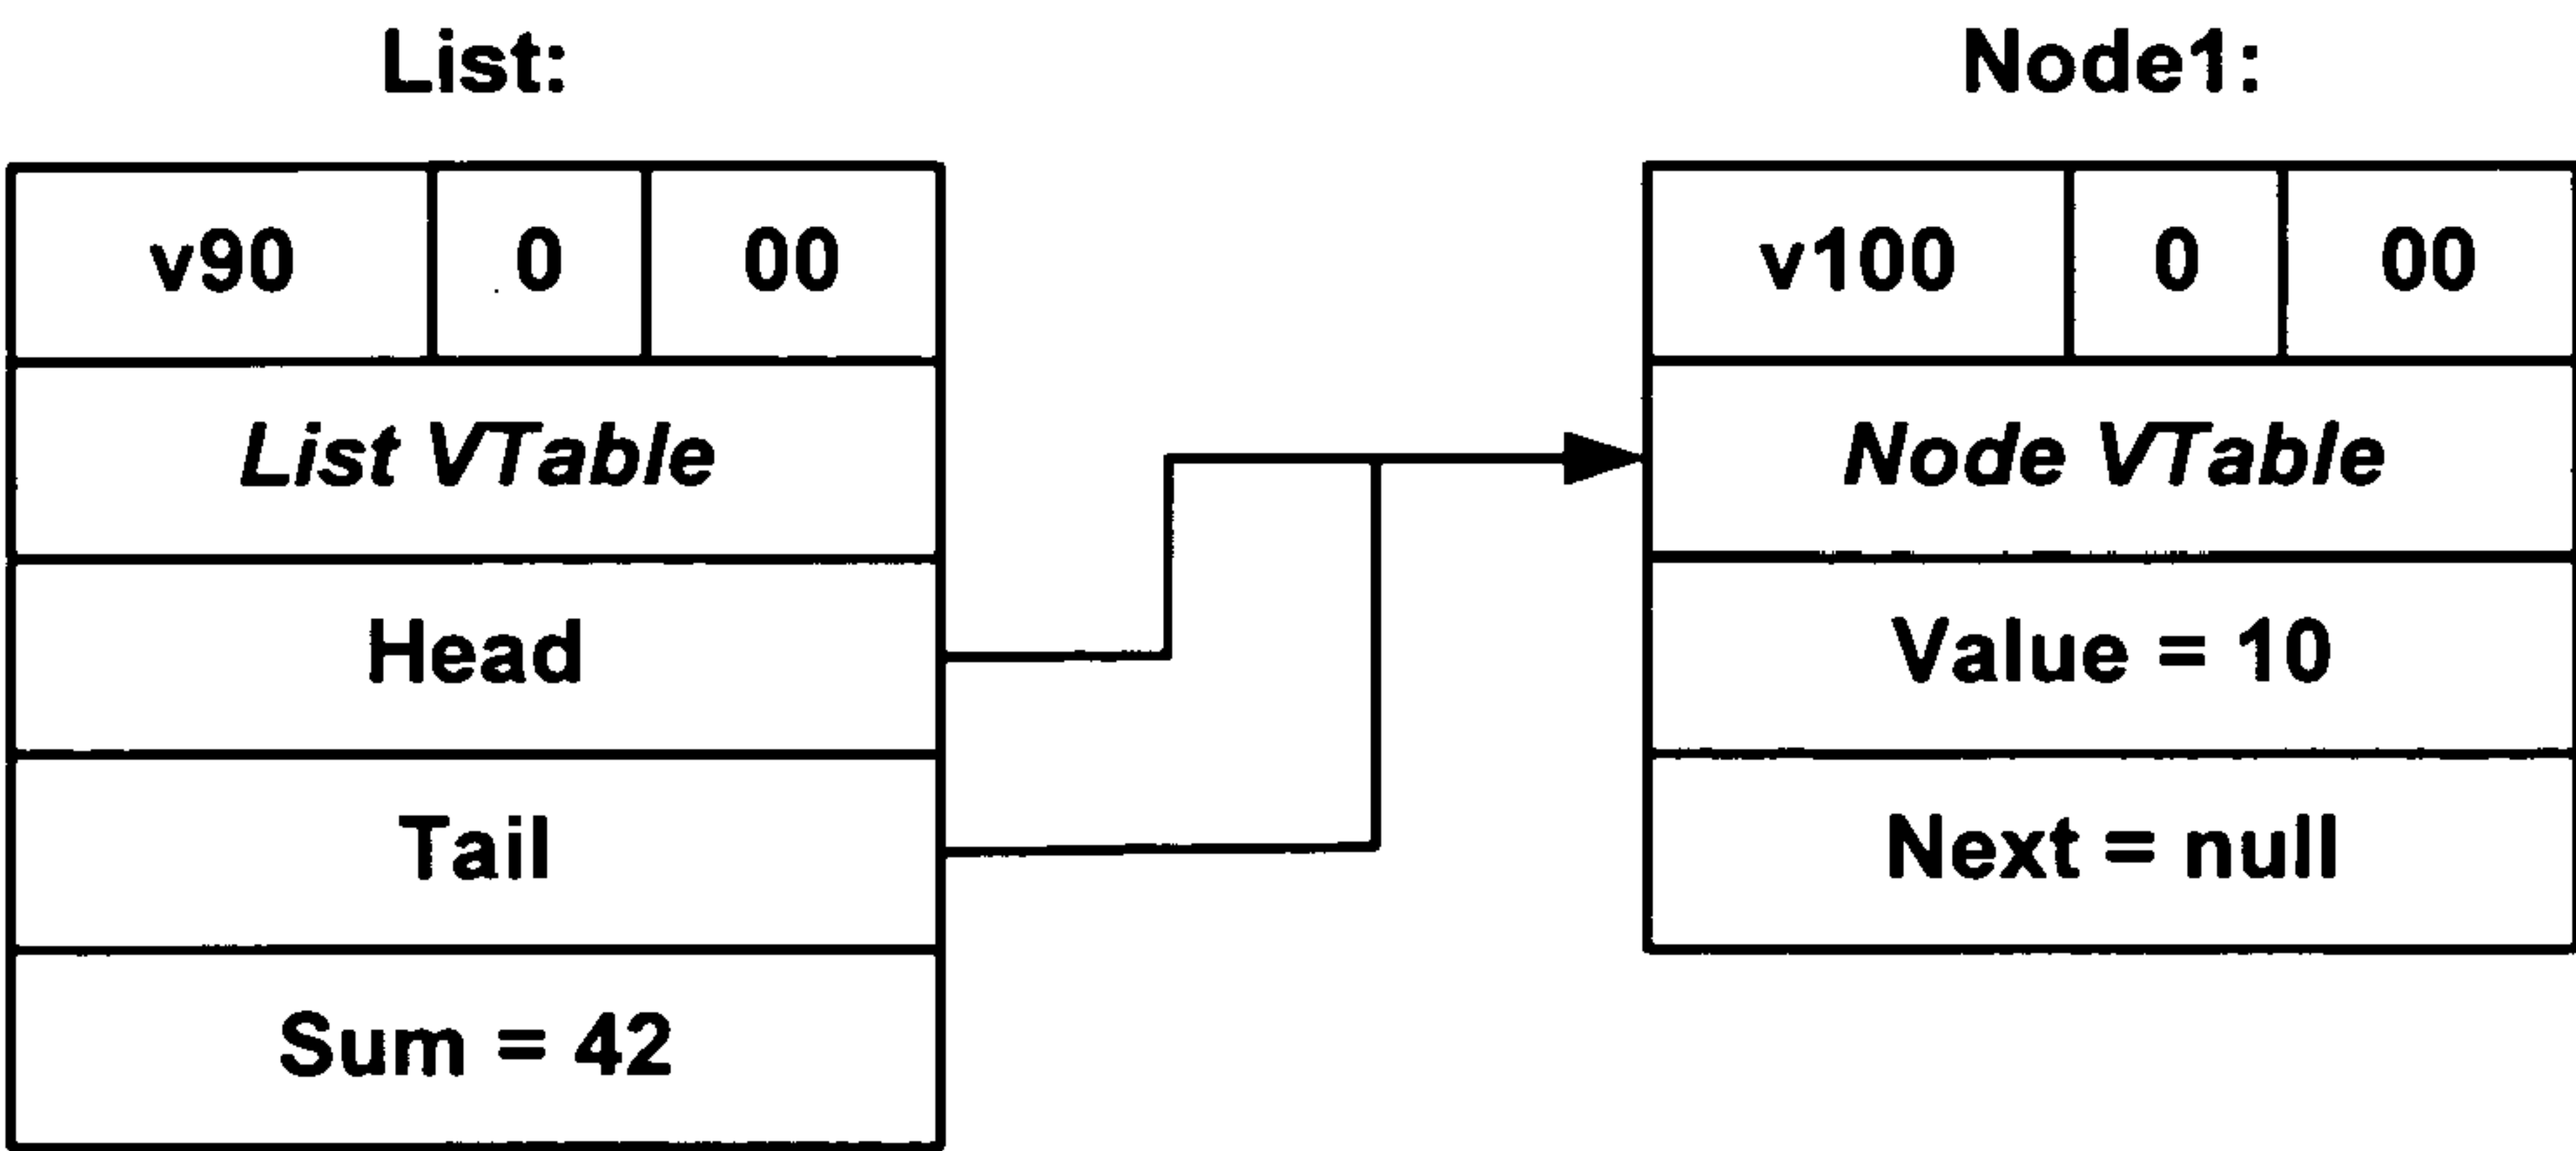 List:
v90 0 00
List VTable
Head
Tail
Sum = 42
Node1:
v100 0 00
Node VTable
Value = 10
Next = null